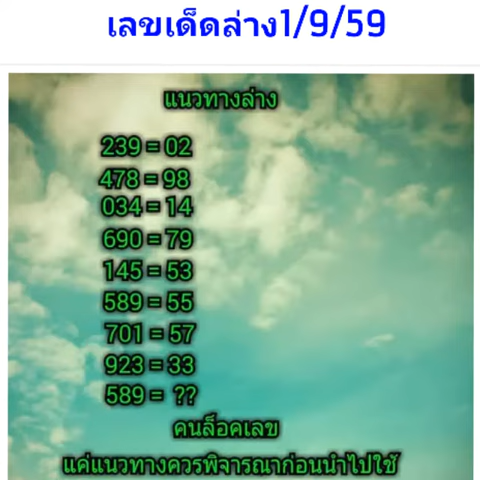 เลขเด็ดล่าง1/9/59
แนวทางล่าง
239 = 02
478 = 98
034 = 14
690 = 79
145 = 53
589 = 55
701 = 57
923 = 33
589 = ??
คนล็อคเลข
แค่แนวทางควรพิจารณาก่อนนำไปใช้